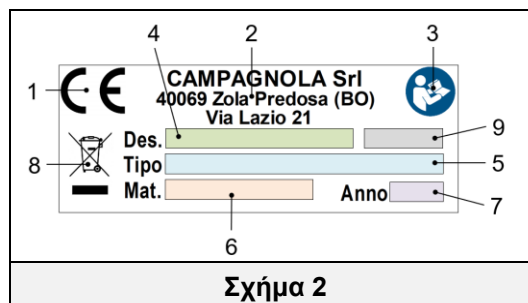 4 2 3
1 CE CAMPAGNOLA Srl
40069 Zola Predosa (BO)
Via Lazio 21
Des. 9
8 Tipo 5
Mat. Anno 7
6
Σχήμα 2